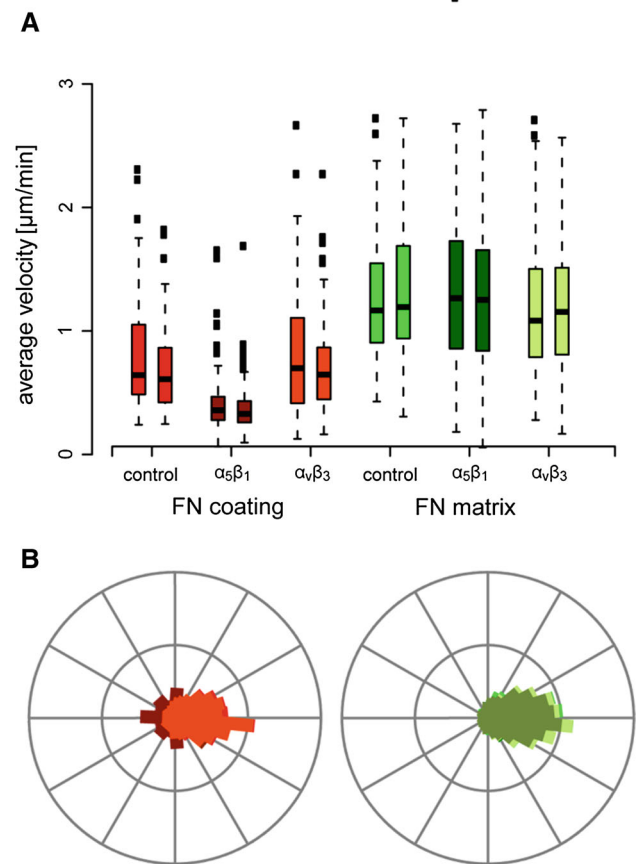 A
average velocity [µm/min]
3
2
1
0
control α₅β₁ αᵥβ₃ control α₅β₁ αᵥβ₃
FN coating FN matrix
B